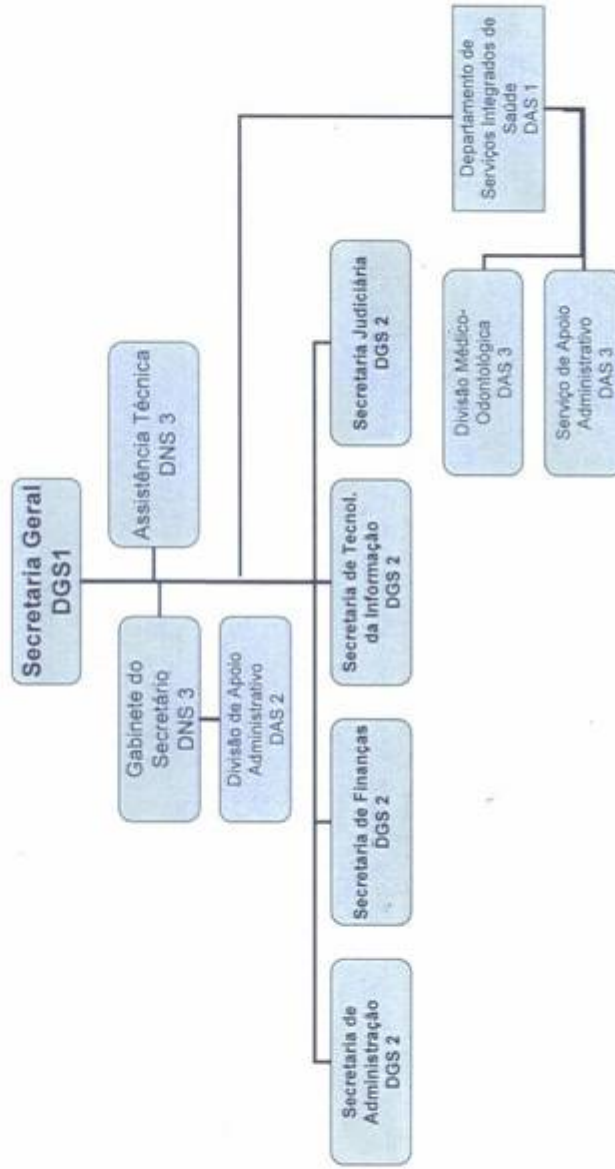 Secretaria Geral
DGS1
Assistência Técnica
DNS 3
Gabinete do
Secretário
DNS 3
Divisão de Apoio
Administrativo
DAS 2
Secretaria de
Administração
DGS 2
Secretaria de Finanças
DGS 2
Secretaria de Tecnol.
da Informação
DGS 2
Secretaria Judiciária
DGS 2
Departamento de
Serviços Integrados de
Saúde
DAS 1
Divisão Médico-
Odontológica
DAS 3
Serviço de Apoio
Administrativo
DAS 3